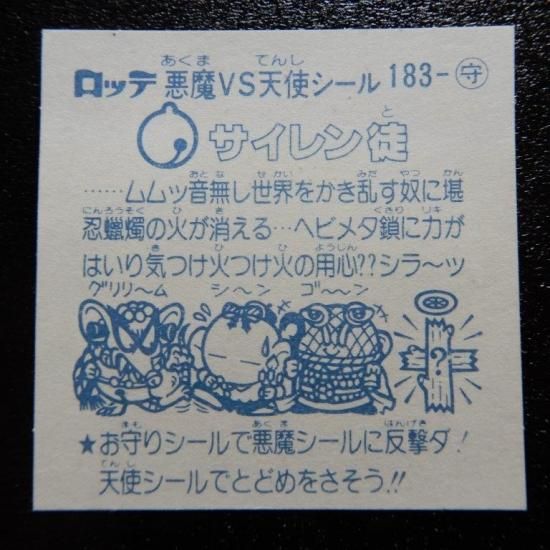 ロッテ 悪魔VS天使シール 183-守
サイレン徒
……ムムッ音無し世界をかき乱す奴に堪
忍蠟燭の火が消える…ヘビメタ鎖に力が
はいり気つけ火つけ火の用心??シラ〜ッ
グリリ〜ム シ〜ン ゴ〜〜ン
?
★お守りシールで悪魔シールに反撃ダ!
天使シールでとどめをさそう!!